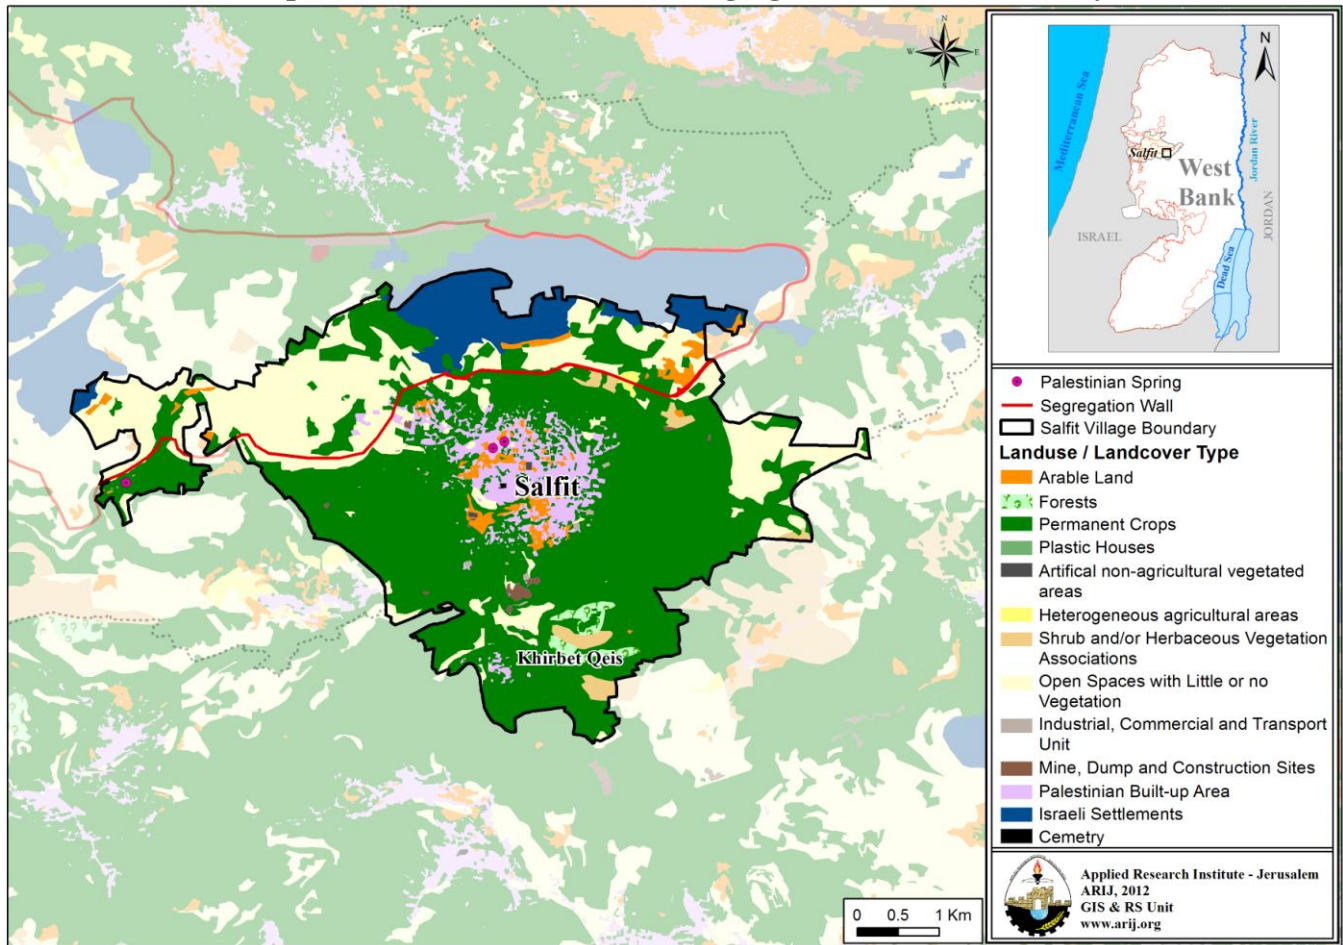 N
W
E
S
Salfit
Khirbet Qeis
0 0.5 1 Km
N
Mediterranean Sea
Salfit
West
Bank
Jordan River
ISRAEL
JORDAN
Dead Sea
Palestinian Spring
Segregation Wall
Salfit Village Boundary
Landuse / Landcover Type
Arable Land
Forests
Permanent Crops
Plastic Houses
Artifical non-agricultural vegetated
areas
Heterogeneous agricultural areas
Shrub and/or Herbaceous Vegetation
Associations
Open Spaces with Little or no
Vegetation
Industrial, Commercial and Transport
Unit
Mine, Dump and Construction Sites
Palestinian Built-up Area
Israeli Settlements
Cemetry
Applied Research Institute - Jerusalem
ARIJ, 2012
GIS & RS Unit
www.arij.org